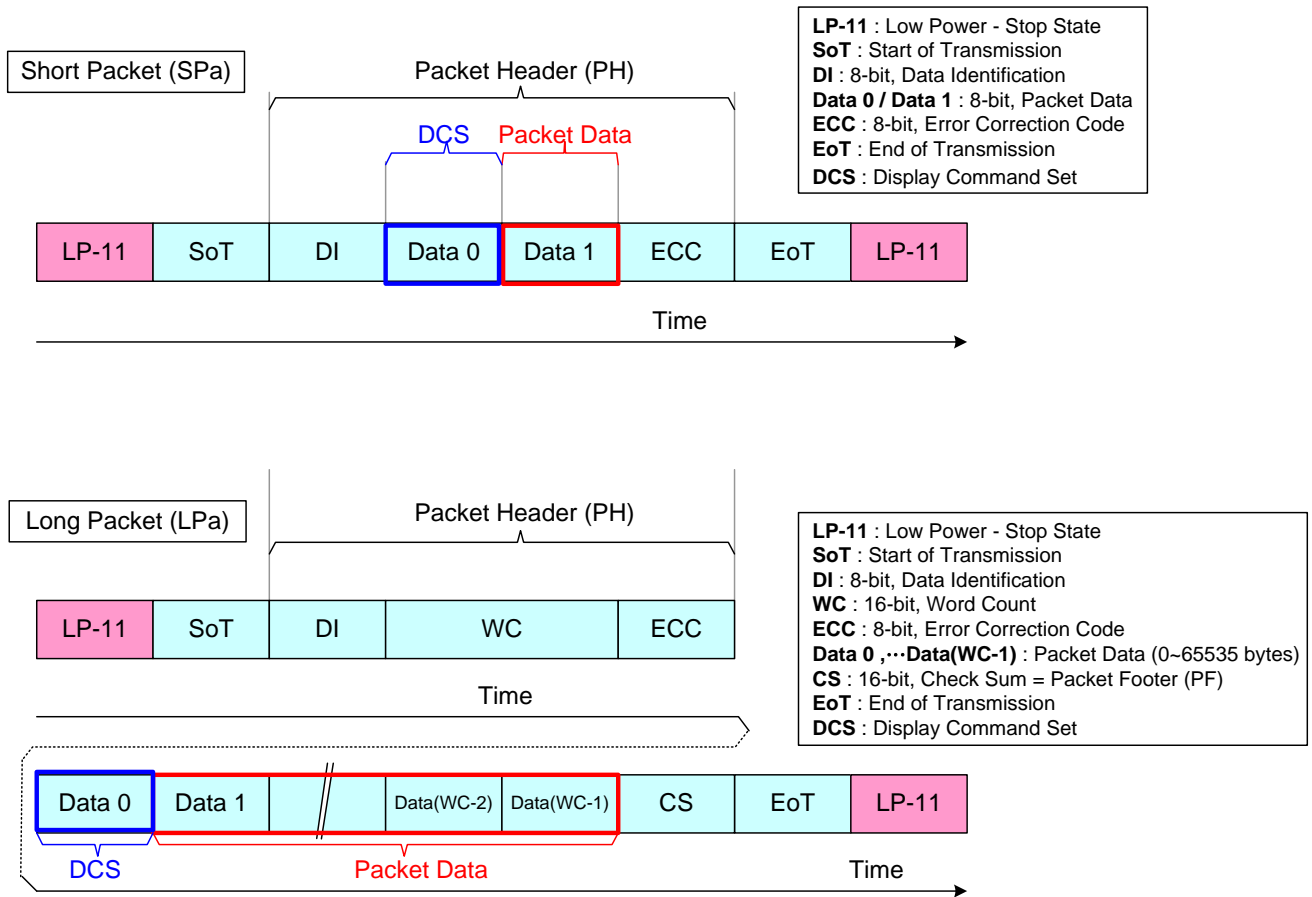 Short Packet (SPa)
Packet Header (PH)
DCS
Packet Data
LP-11 SoT DI Data 0 Data 1 ECC EoT LP-11
Time
LP-11 : Low Power - Stop State
SoT : Start of Transmission
DI : 8-bit, Data Identification
Data 0 / Data 1 : 8-bit, Packet Data
ECC : 8-bit, Error Correction Code
EoT : End of Transmission
DCS : Display Command Set
Long Packet (LPa)
Packet Header (PH)
LP-11 SoT DI WC ECC
Time
LP-11 : Low Power - Stop State
SoT : Start of Transmission
DI : 8-bit, Data Identification
WC : 16-bit, Word Count
ECC : 8-bit, Error Correction Code
Data 0 ,⋯Data(WC-1) : Packet Data (0~65535 bytes)
CS : 16-bit, Check Sum = Packet Footer (PF)
EoT : End of Transmission
DCS : Display Command Set
Data 0 Data 1 Data(WC-2) Data(WC-1) CS EoT LP-11
DCS
Packet Data
Time